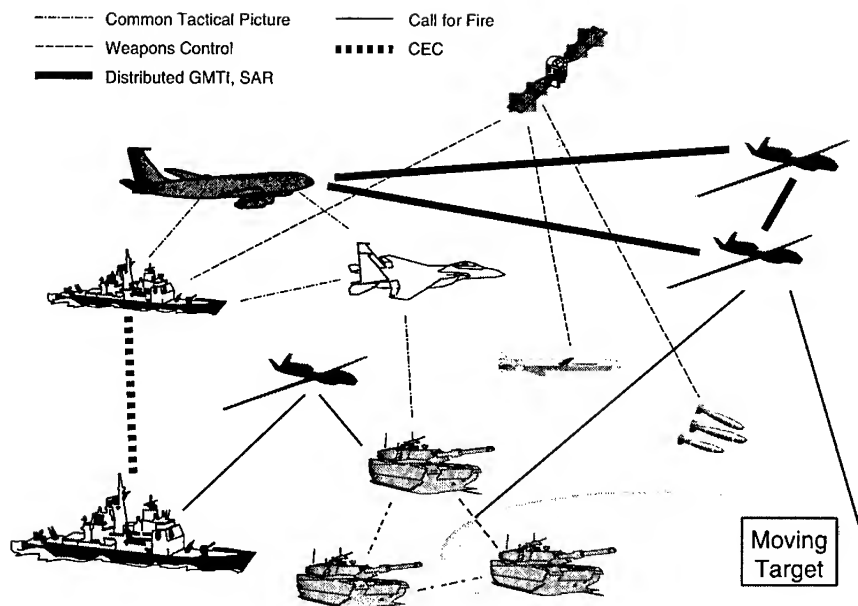 Common Tactical Picture
Call for Fire
Weapons Control
CEC
Distributed GMTI, SAR
Moving
Target